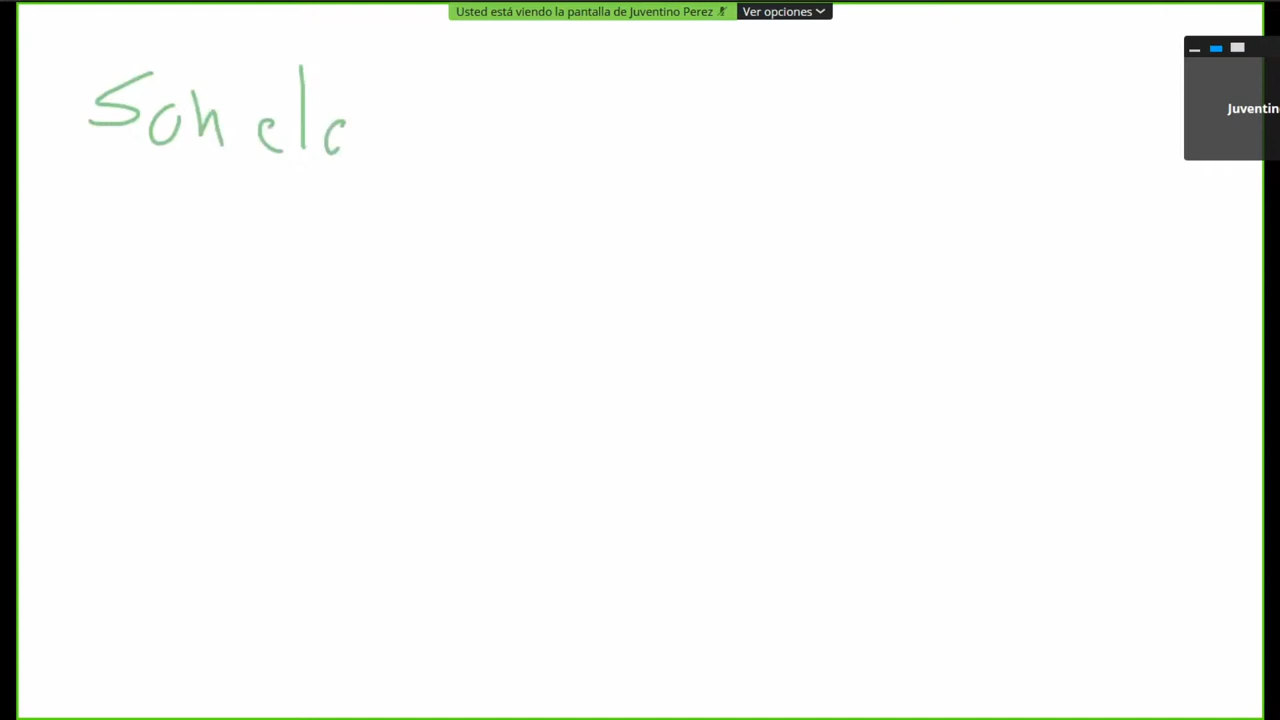 Usted está viendo la pantalla de Juventino Perez
Ver opciones
Juventin
Son elc